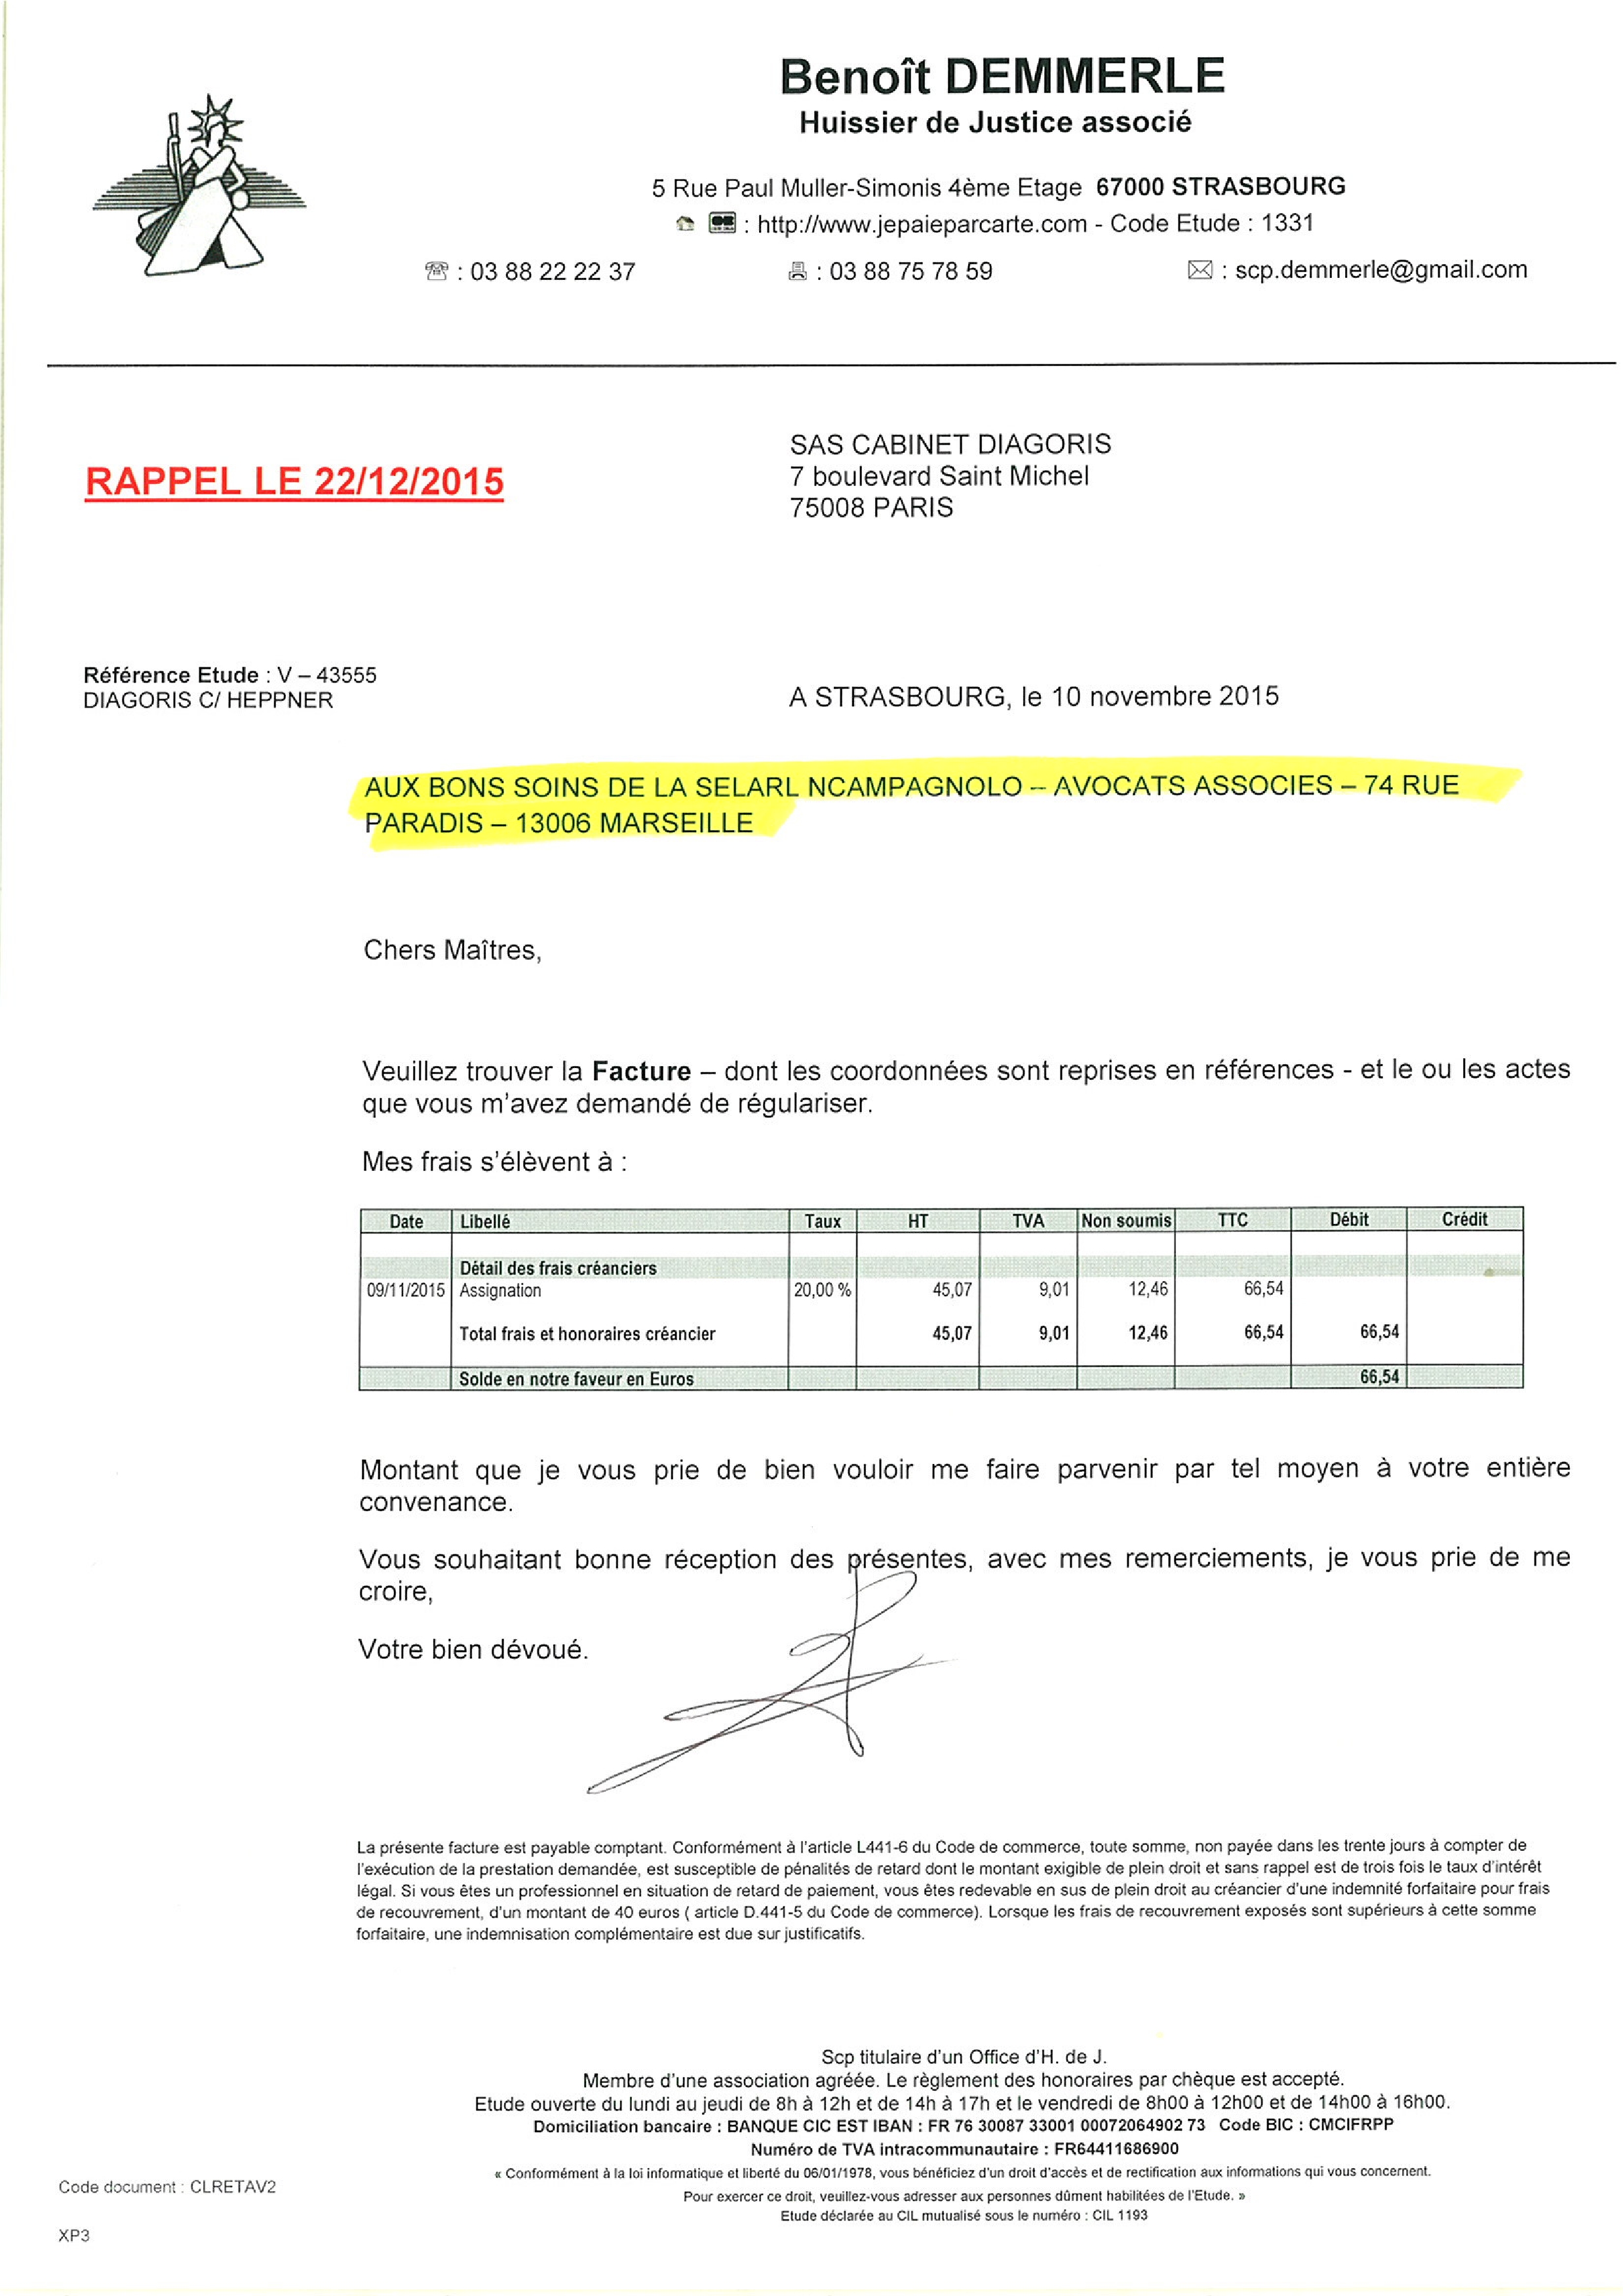 Benoît DEMMERLE
Huissier de Justice associé
5 Rue Paul Muller-Simonis 4ème Etage 67000 STRASBOURG
: http://www.jepaieparcarte.com - Code Etude : 1331
: 03 88 22 22 37 : 03 88 75 78 59 : scp.demmerle@gmail.com
SAS CABINET DIAGORIS
7 boulevard Saint Michel
75008 PARIS
RAPPEL LE 22/12/2015
Référence Etude : V – 43555
DIAGORIS C/ HEPPNER
A STRASBOURG, le 10 novembre 2015
AUX BONS SOINS DE LA SELARL NCAMPAGNOLO – AVOCATS ASSOCIES – 74 RUE
PARADIS – 13006 MARSEILLE
Chers Maîtres,
Veuillez trouver la Facture – dont les coordonnées sont reprises en références - et le ou les actes
que vous m'avez demandé de régulariser.
Mes frais s'élèvent à :
Date Libellé Taux HT TVA Non soumis TTC Débit Crédit
Détail des frais créanciers
09/11/2015 Assignation 20,00 % 45,07 9,01 12,46 66,54
Total frais et honoraires créancier 45,07 9,01 12,46 66,54 66,54
Solde en notre faveur en Euros 66,54
Montant que je vous prie de bien vouloir me faire parvenir par tel moyen à votre entière
convenance.
Vous souhaitant bonne réception des présentes, avec mes remerciements, je vous prie de me
croire,
Votre bien dévoué.
La présente facture est payable comptant. Conformément à l'article L441-6 du Code de commerce, toute somme, non payée dans les trente jours à compter de
l'exécution de la prestation demandée, est susceptible de pénalités de retard dont le montant exigible de plein droit et sans rappel est de trois fois le taux d'intérêt
légal. Si vous êtes un professionnel en situation de retard de paiement, vous êtes redevable en sus de plein droit au créancier d'une indemnité forfaitaire pour frais
de recouvrement, d'un montant de 40 euros ( article D.441-5 du Code de commerce). Lorsque les frais de recouvrement exposés sont supérieurs à cette somme
forfaitaire, une indemnisation complémentaire est due sur justificatifs.
Scp titulaire d'un Office d'H. de J.
Membre d'une association agréée. Le règlement des honoraires par chèque est accepté.
Etude ouverte du lundi au jeudi de 8h à 12h et de 14h à 17h et le vendredi de 8h00 à 12h00 et de 14h00 à 16h00.
Domiciliation bancaire : BANQUE CIC EST IBAN : FR 76 30087 33001 00072064902 73 Code BIC : CMCIFRPP
Numéro de TVA intracommunautaire : FR64411686900
« Conformément à la loi informatique et liberté du 06/01/1978, vous bénéficiez d'un droit d'accès et de rectification aux informations qui vous concernent.
Pour exercer ce droit, veuillez-vous adresser aux personnes dûment habilitées de l'Etude. »
Etude déclarée au CIL mutualisé sous le numéro : CIL 1193
Code document : CLRETAV2
XP3